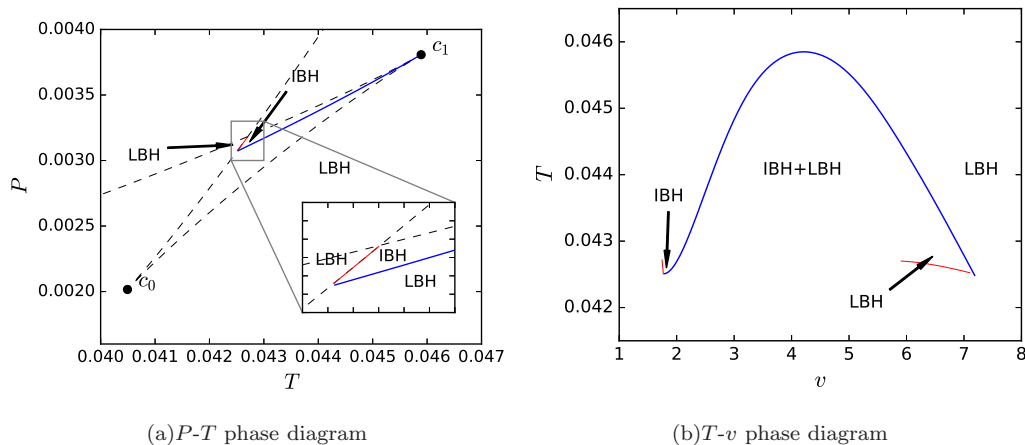 0.0040
0.0035
0.0030
0.0025
0.0020
P
0.040 0.041 0.042 0.043 0.044 0.045 0.046 0.047
T
c₁
IBH
LBH
LBH
c₀
LBH
IBH
LBH
(a)P-T phase diagram
0.046
0.045
0.044
0.043
0.042
T
1 2 3 4 5 6 7 8
v
IBH
IBH+LBH
LBH
LBH
(b)T-v phase diagram